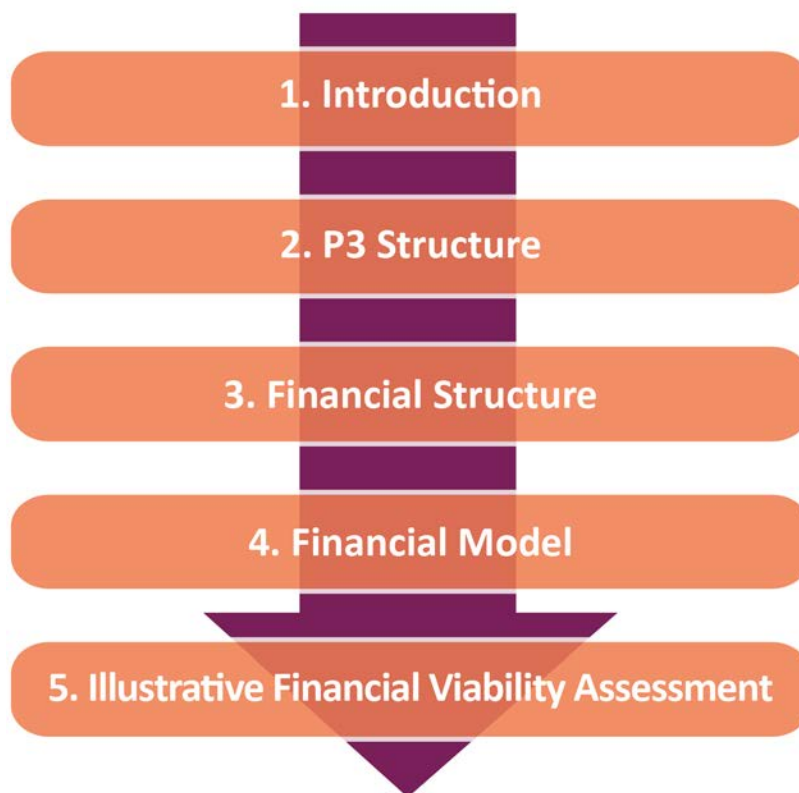 1. Introduction
2. P3 Structure
3. Financial Structure
4. Financial Model
5. Illustrative Financial Viability Assessment